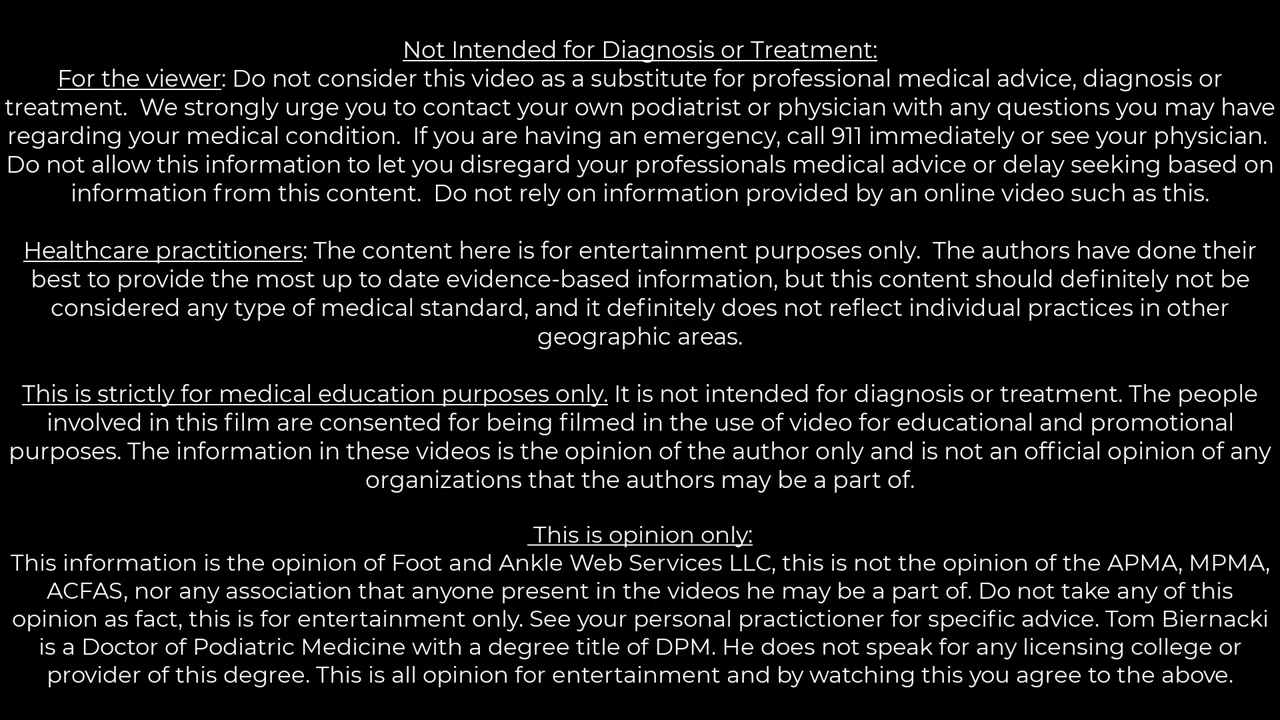 Not Intended for Diagnosis or Treatment:
For the viewer: Do not consider this video as a substitute for professional medical advice, diagnosis or
treatment.  We strongly urge you to contact your own podiatrist or physician with any questions you may have
regarding your medical condition.  If you are having an emergency, call 911 immediately or see your physician.
Do not allow this information to let you disregard your professionals medical advice or delay seeking based on
information from this content.  Do not rely on information provided by an online video such as this.
Healthcare practitioners: The content here is for entertainment purposes only.  The authors have done their
best to provide the most up to date evidence-based information, but this content should definitely not be
considered any type of medical standard, and it definitely does not reflect individual practices in other
geographic areas.
This is strictly for medical education purposes only. It is not intended for diagnosis or treatment. The people
involved in this film are consented for being filmed in the use of video for educational and promotional
purposes. The information in these videos is the opinion of the author only and is not an official opinion of any
organizations that the authors may be a part of.
This is opinion only:
This information is the opinion of Foot and Ankle Web Services LLC, this is not the opinion of the APMA, MPMA,
ACFAS, nor any association that anyone present in the videos he may be a part of. Do not take any of this
opinion as fact, this is for entertainment only. See your personal practictioner for specific advice. Tom Biernacki
is a Doctor of Podiatric Medicine with a degree title of DPM. He does not speak for any licensing college or
provider of this degree. This is all opinion for entertainment and by watching this you agree to the above.